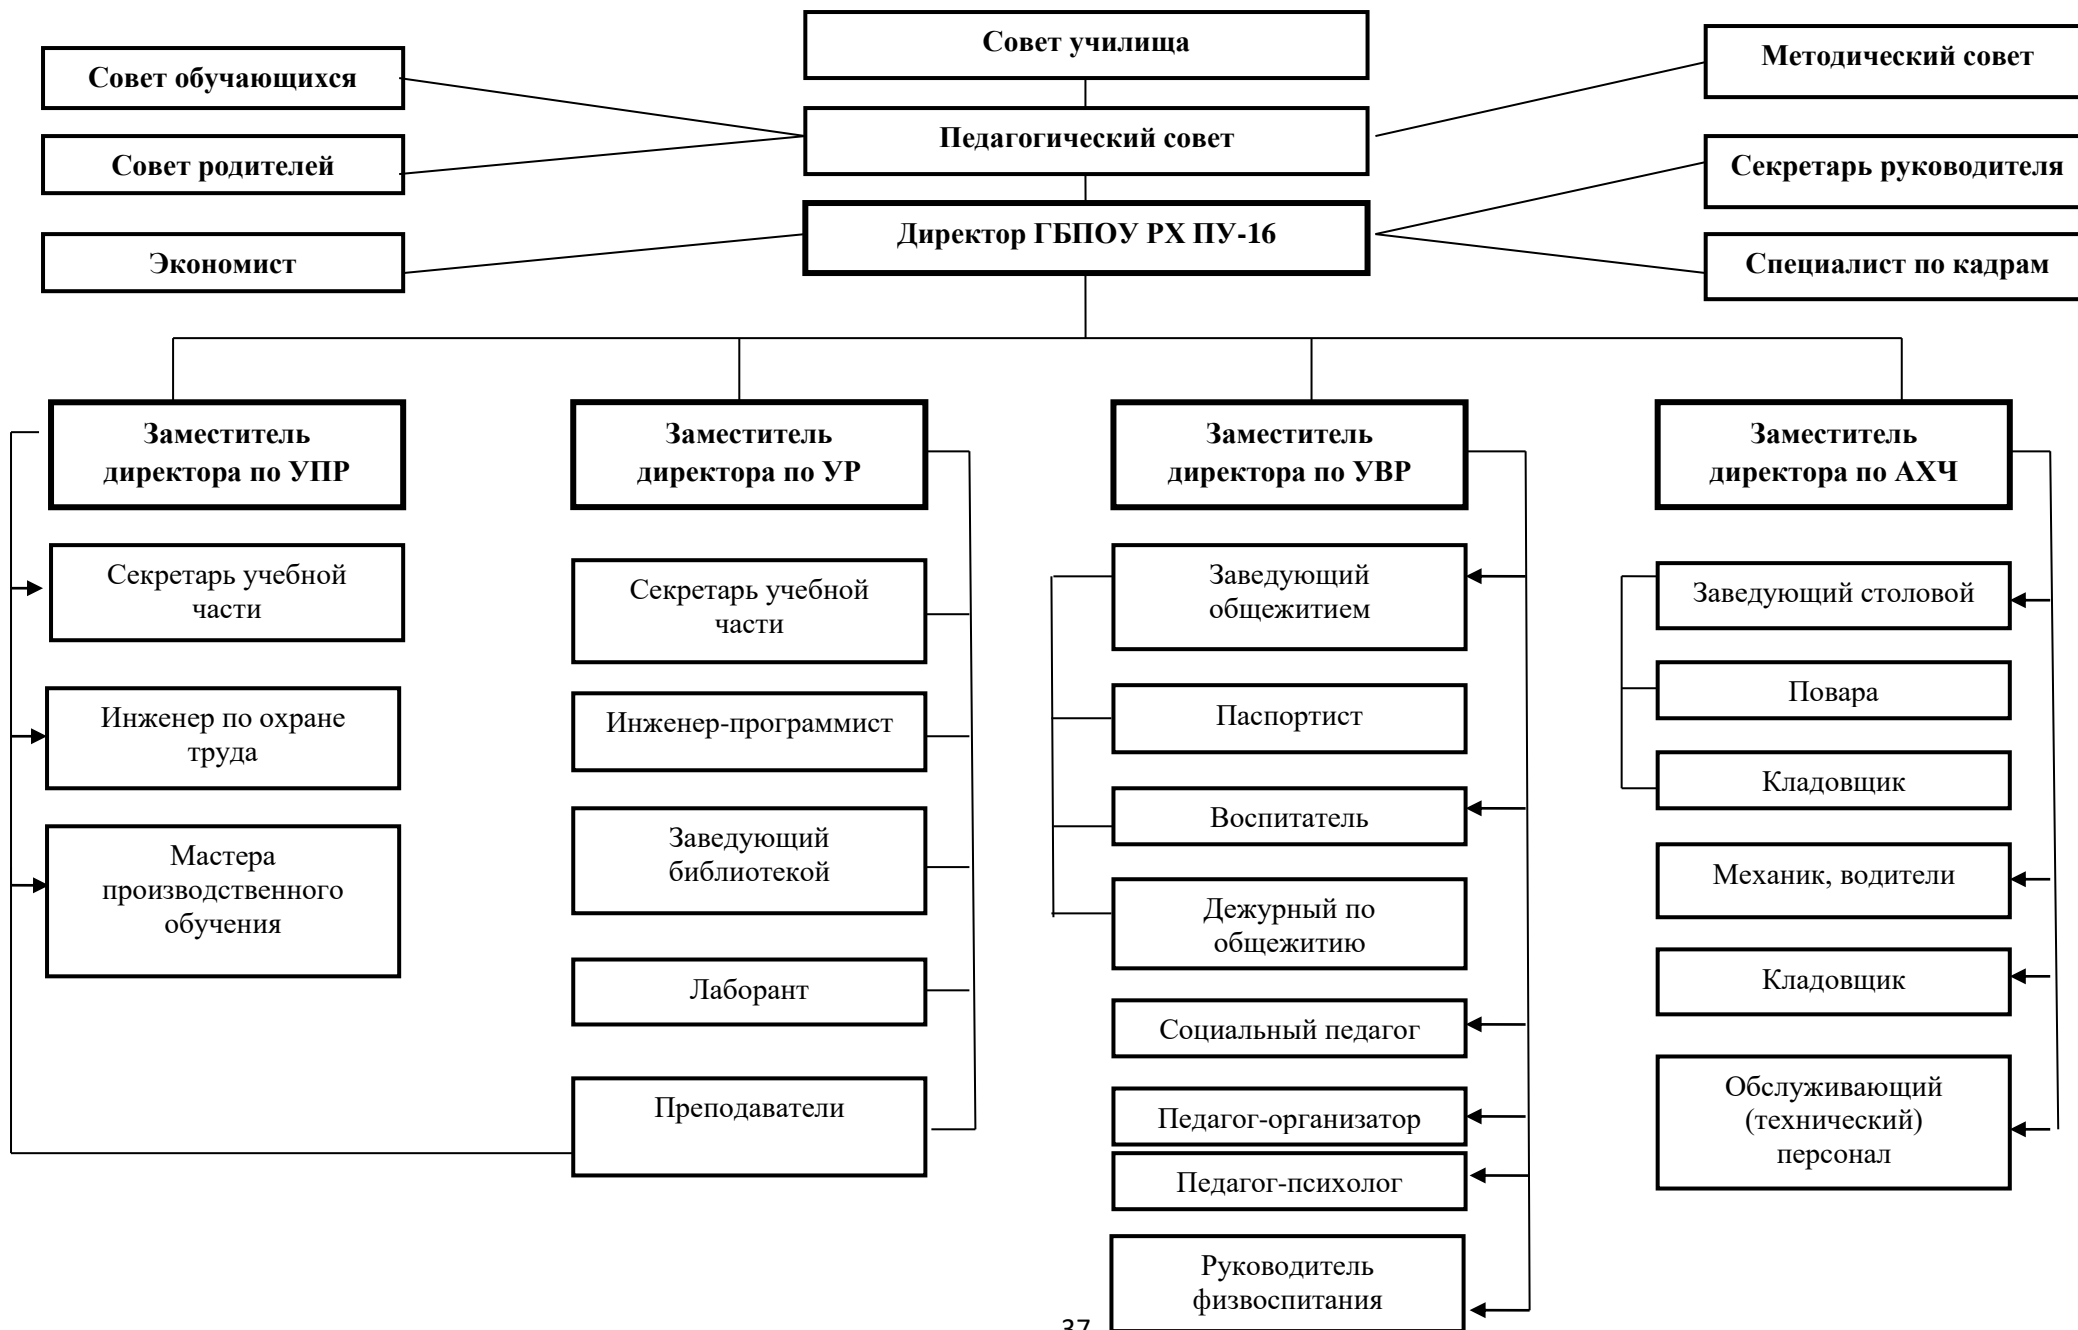 Совет училища
Совет обучающихся
Методический совет
Педагогический совет
Совет родителей
Секретарь руководителя
Директор ГБПОУ РХ ПУ-16
Экономист
Специалист по кадрам
Заместитель
директора по УПР
Секретарь учебной
части
Инженер по охране
труда
Мастера
производственного
обучения
Заместитель
директора по УР
Секретарь учебной
части
Инженер-программист
Заведующий
библиотекой
Лаборант
Преподаватели
Заместитель
директора по УВР
Заведующий
общежитием
Паспортист
Воспитатель
Дежурный по
общежитию
Социальный педагог
Педагог-организатор
Педагог-психолог
Руководитель
физвоспитания
Заместитель
директора по АХЧ
Заведующий столовой
Повара
Кладовщик
Механик, водители
Кладовщик
Обслуживающий
(технический)
персонал
37